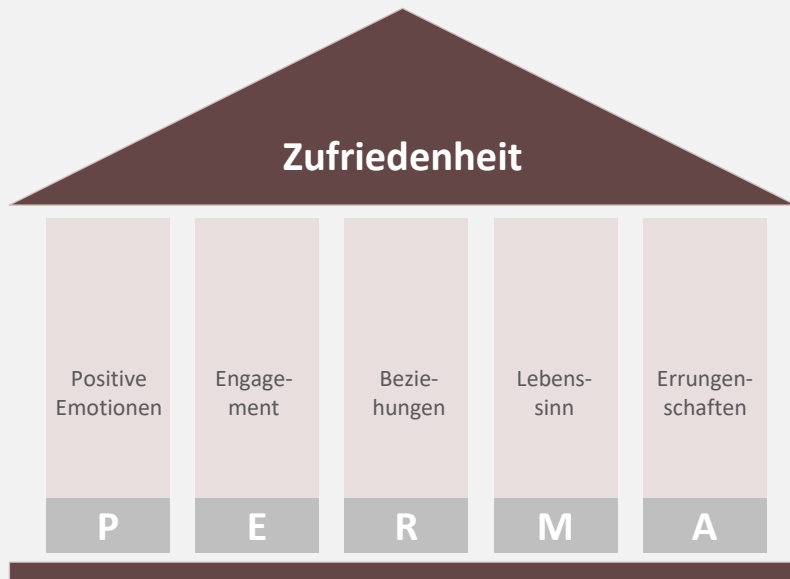 Zufriedenheit
Positive
Emotionen
Engage-
ment
Bezie-
hungen
Lebens-
sinn
Errungen-
schaften
P
E
R
M
A